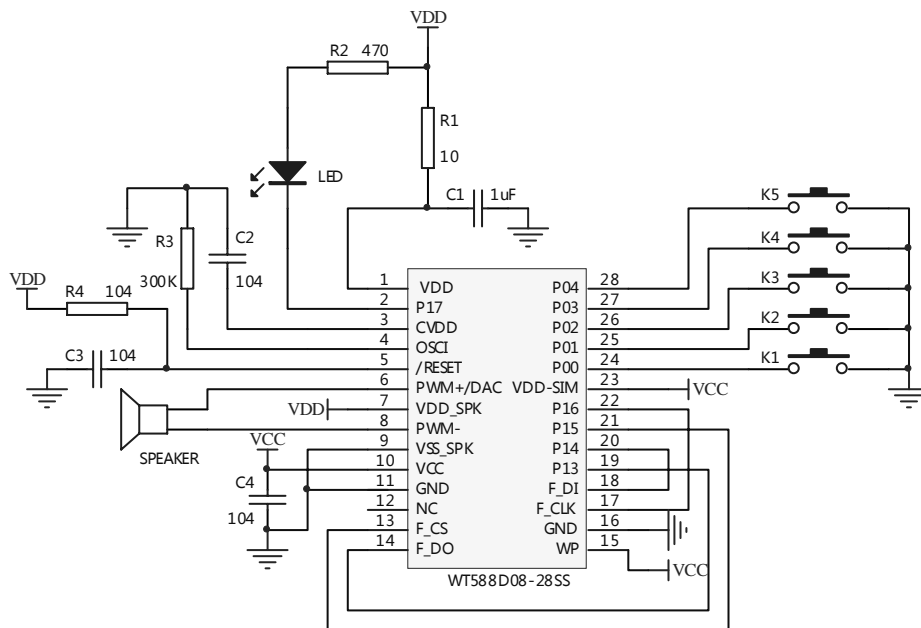 VDD
R2 470
R1
10
LED
C1 1uF
K5
R3
C2
K4
300K
104
VDD
R4 104
K3
1 VDD P04 28
2 P17 P03 27
K2
3 CVDD P02 26
4 OSCI P01 25
C3 104
K1
5 /RESET P00 24
6 PWM+/DAC VDD-SIM 23
VCC
VDD
7 VDD_SPK P16 22
8 PWM- P15 21
SPEAKER
VCC
9 VSS_SPK P14 20
10 VCC P13 19
C4
11 GND F_DI 18
104
12 NC F_CLK 17
13 F_CS GND 16
14 F_DO WP 15
VCC
WT588D08-28SS